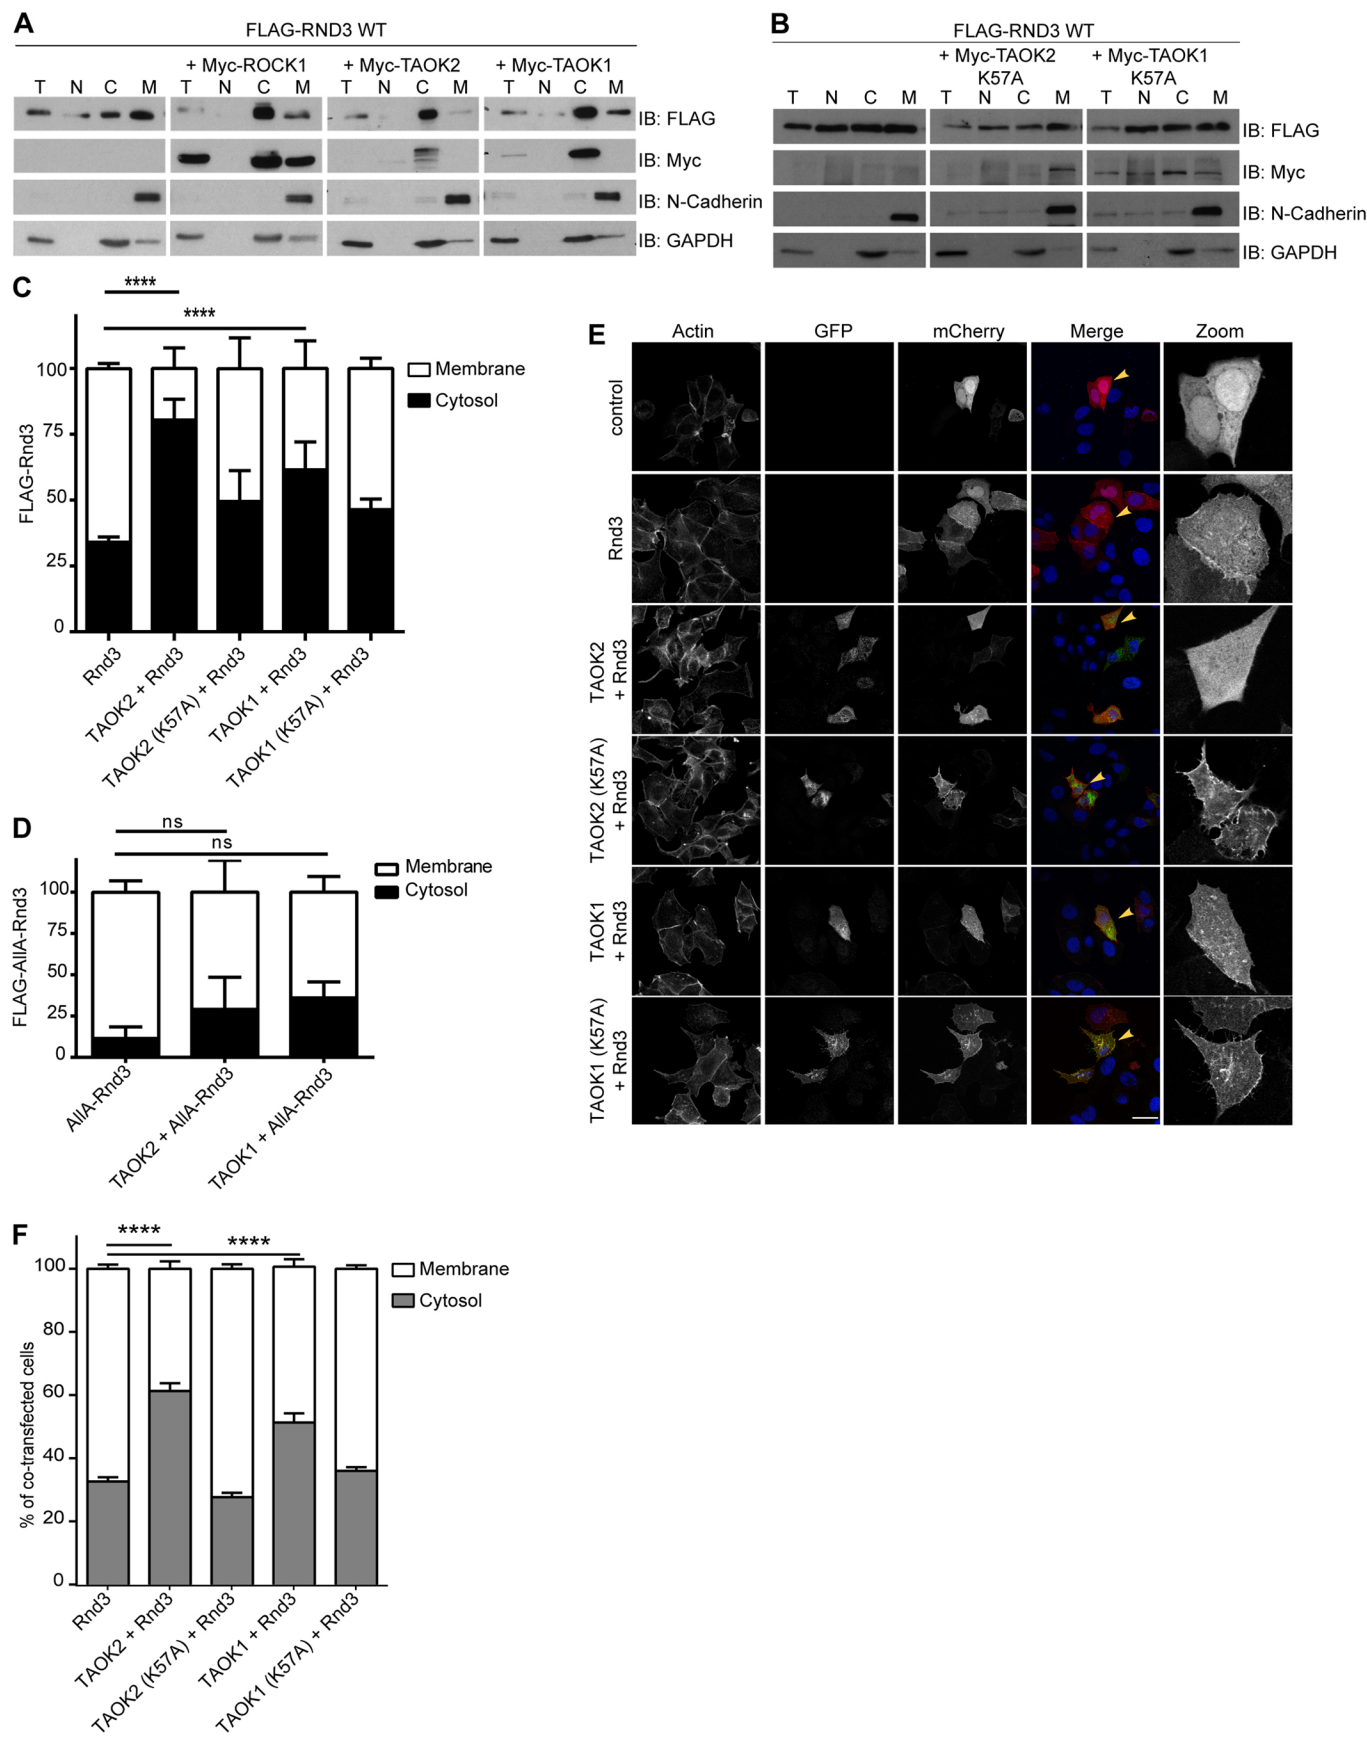 A
FLAG-RND3 WT
+ Myc-ROCK1 + Myc-TAOK2 + Myc-TAOK1
T N C M T N C M T N C M T N C M
IB: FLAG
IB: Myc
IB: N-Cadherin
IB: GAPDH
B
FLAG-RND3 WT
+ Myc-TAOK2 + Myc-TAOK1
K57A K57A
T N C M T N C M T N C M
IB: FLAG
IB: Myc
IB: N-Cadherin
IB: GAPDH
C
****
****
100
75
50
25
0
FLAG-Rnd3
Membrane
Cytosol
Rnd3
TAOK2 + Rnd3
TAOK2 (K57A) + Rnd3
TAOK1 + Rnd3
TAOK1 (K57A) + Rnd3
D
ns
ns
100
75
50
25
0
FLAG-AllA-Rnd3
Membrane
Cytosol
AllA-Rnd3
TAOK2 + AllA-Rnd3
TAOK1 + AllA-Rnd3
E
Actin GFP mCherry Merge Zoom
control
Rnd3
TAOK2
+ Rnd3
TAOK2 (K57A)
+ Rnd3
TAOK1
+ Rnd3
TAOK1 (K57A)
+ Rnd3
F
****
****
100
80
60
40
20
0
% of co-transfected cells
Membrane
Cytosol
Rnd3
TAOK2 + Rnd3
TAOK2 (K57A) + Rnd3
TAOK1 + Rnd3
TAOK1 (K57A) + Rnd3